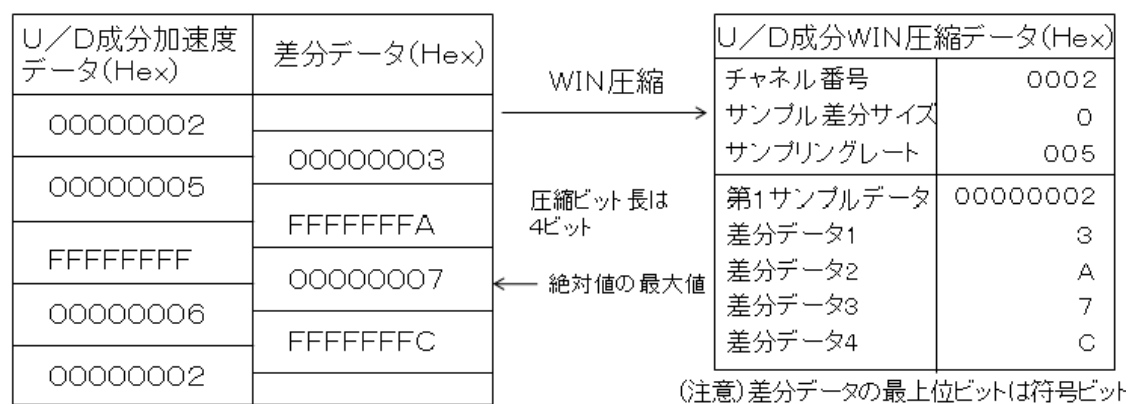 U/D成分加速度
データ(Hex)
差分データ(Hex)
00000002
00000005
FFFFFFFF
00000006
00000002
00000003
FFFFFFFA
00000007
FFFFFFFC
WIN圧縮
圧縮ビット長は
4ビット
絶対値の最大値
U/D成分WIN圧縮データ(Hex)
チャネル番号 0002
サンプル差分サイズ 0
サンプリングレート 005
第1サンプルデータ 00000002
差分データ1 3
差分データ2 A
差分データ3 7
差分データ4 C
(注意)差分データの最上位ビットは符号ビット